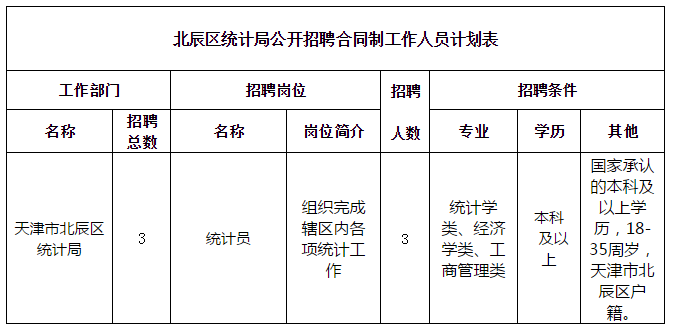 北辰区统计局公开招聘合同制工作人员计划表
工作部门
招聘岗位
招聘
人数
招聘条件
名称
招聘
总数
名称
岗位简介
专业
学历
其他
天津市北辰区
统计局
3
统计员
组织完成
辖区内各
项统计工
作
3
统计学
类、经济
学类、工
商管理类
本科
及以
上
国家承认
的本科及
以上学
历，18-
35周岁，
天津市北
辰区户
籍。